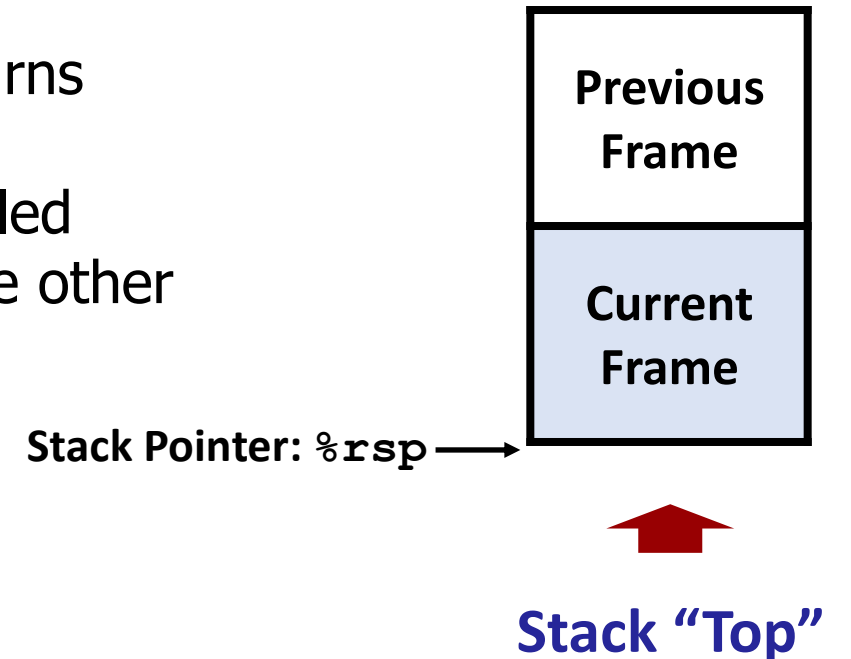 rns
led
e other
Previous
Frame
Current
Frame
Stack Pointer: %rsp
Stack “Top”